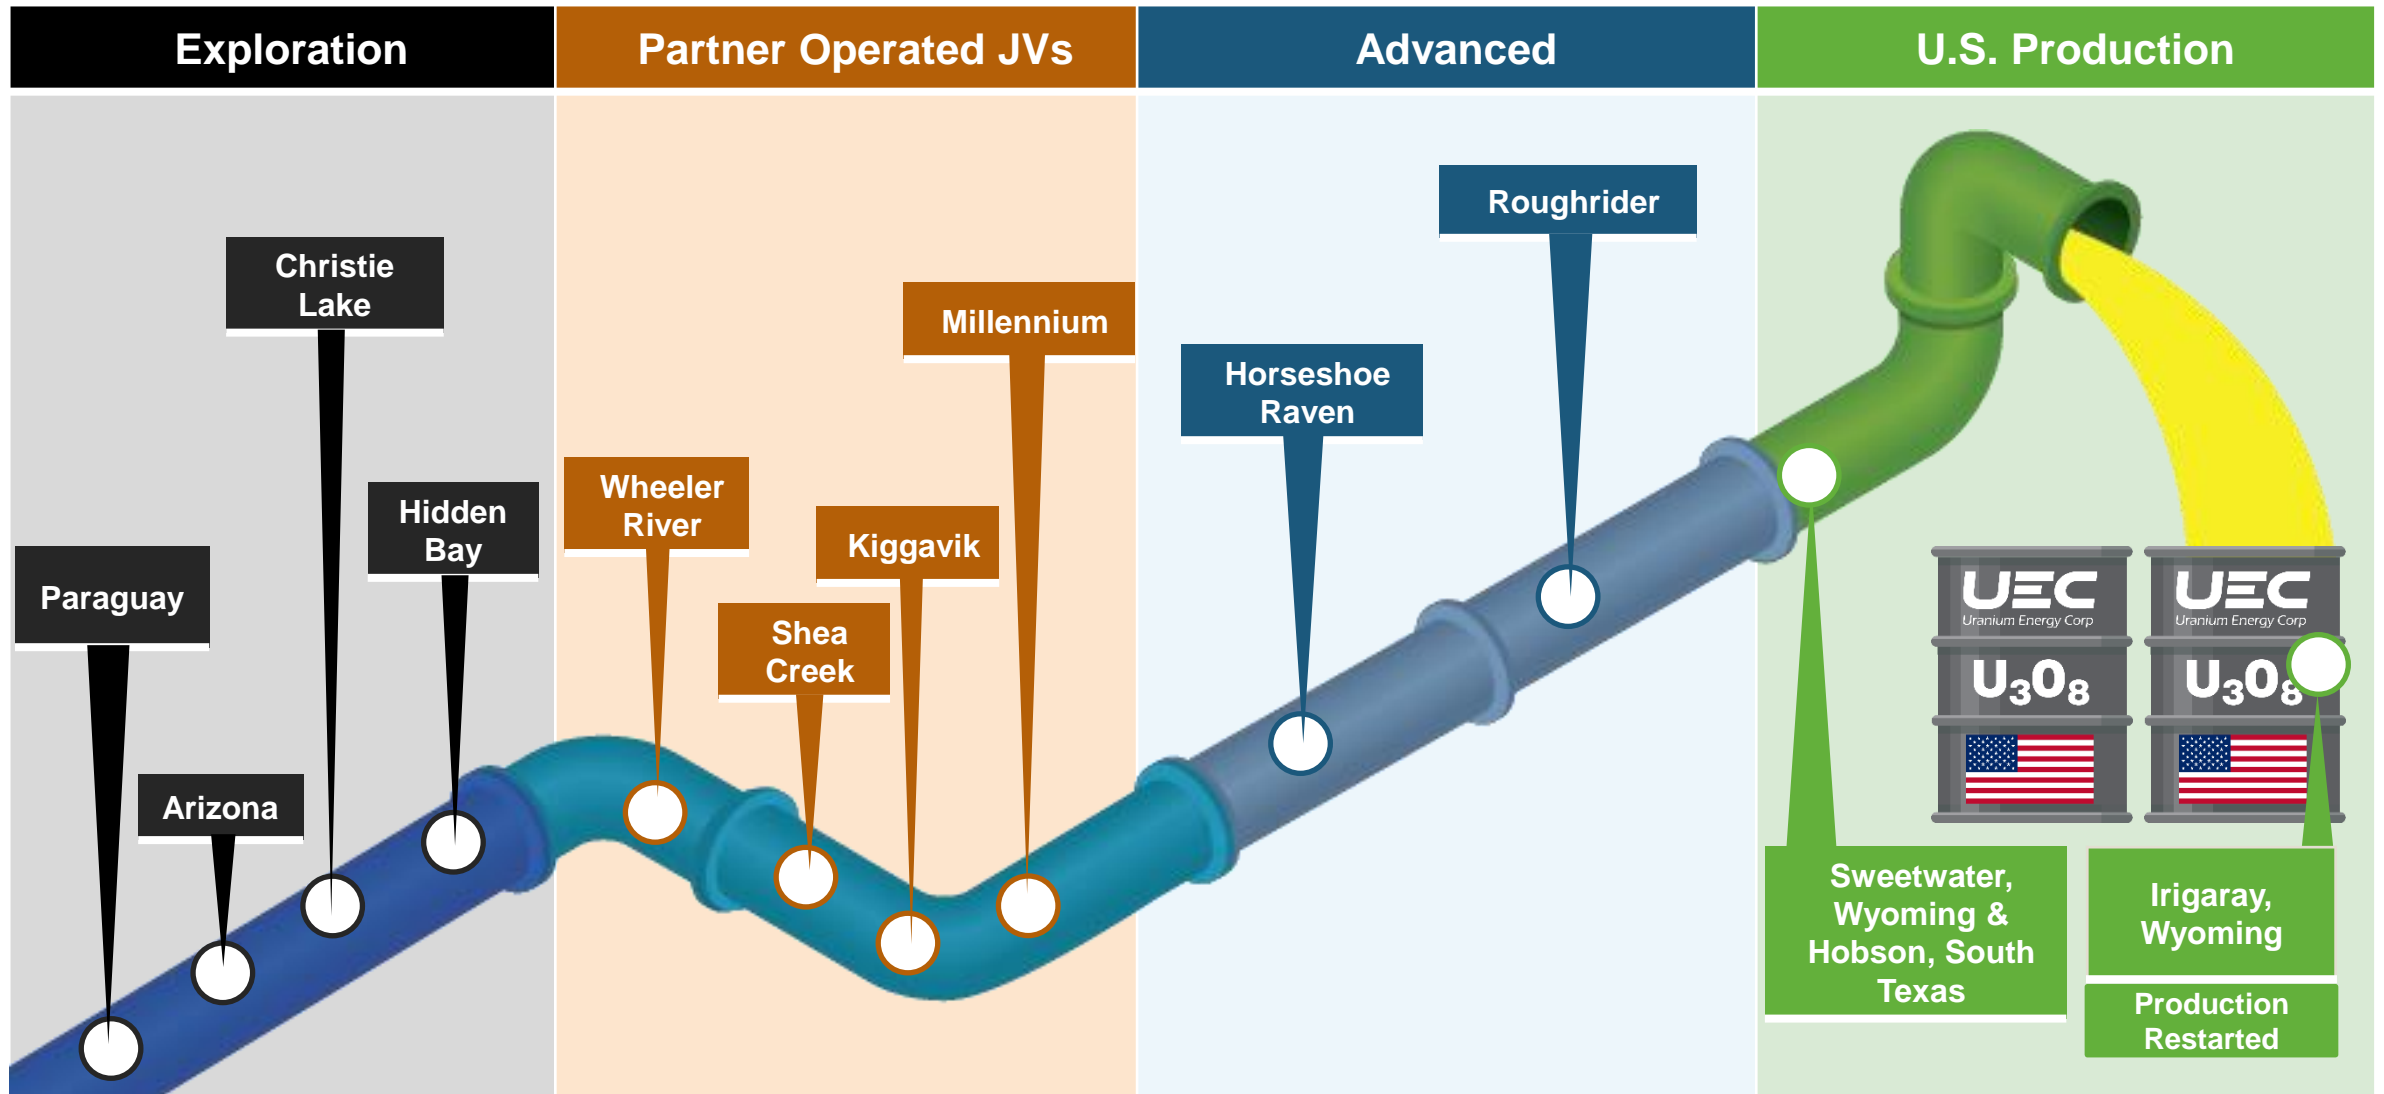 Exploration
Partner Operated JVs
Advanced
U.S. Production
Christie
Lake
Hidden
Bay
Paraguay
Arizona
Wheeler
River
Shea
Creek
Kiggavik
Millennium
Horseshoe
Raven
Roughrider
UEC
Uranium Energy Corp
U3O8
UEC
Uranium Energy Corp
U3O8
Sweetwater,
Wyoming &
Hobson, South
Texas
Irigaray,
Wyoming
Production
Restarted